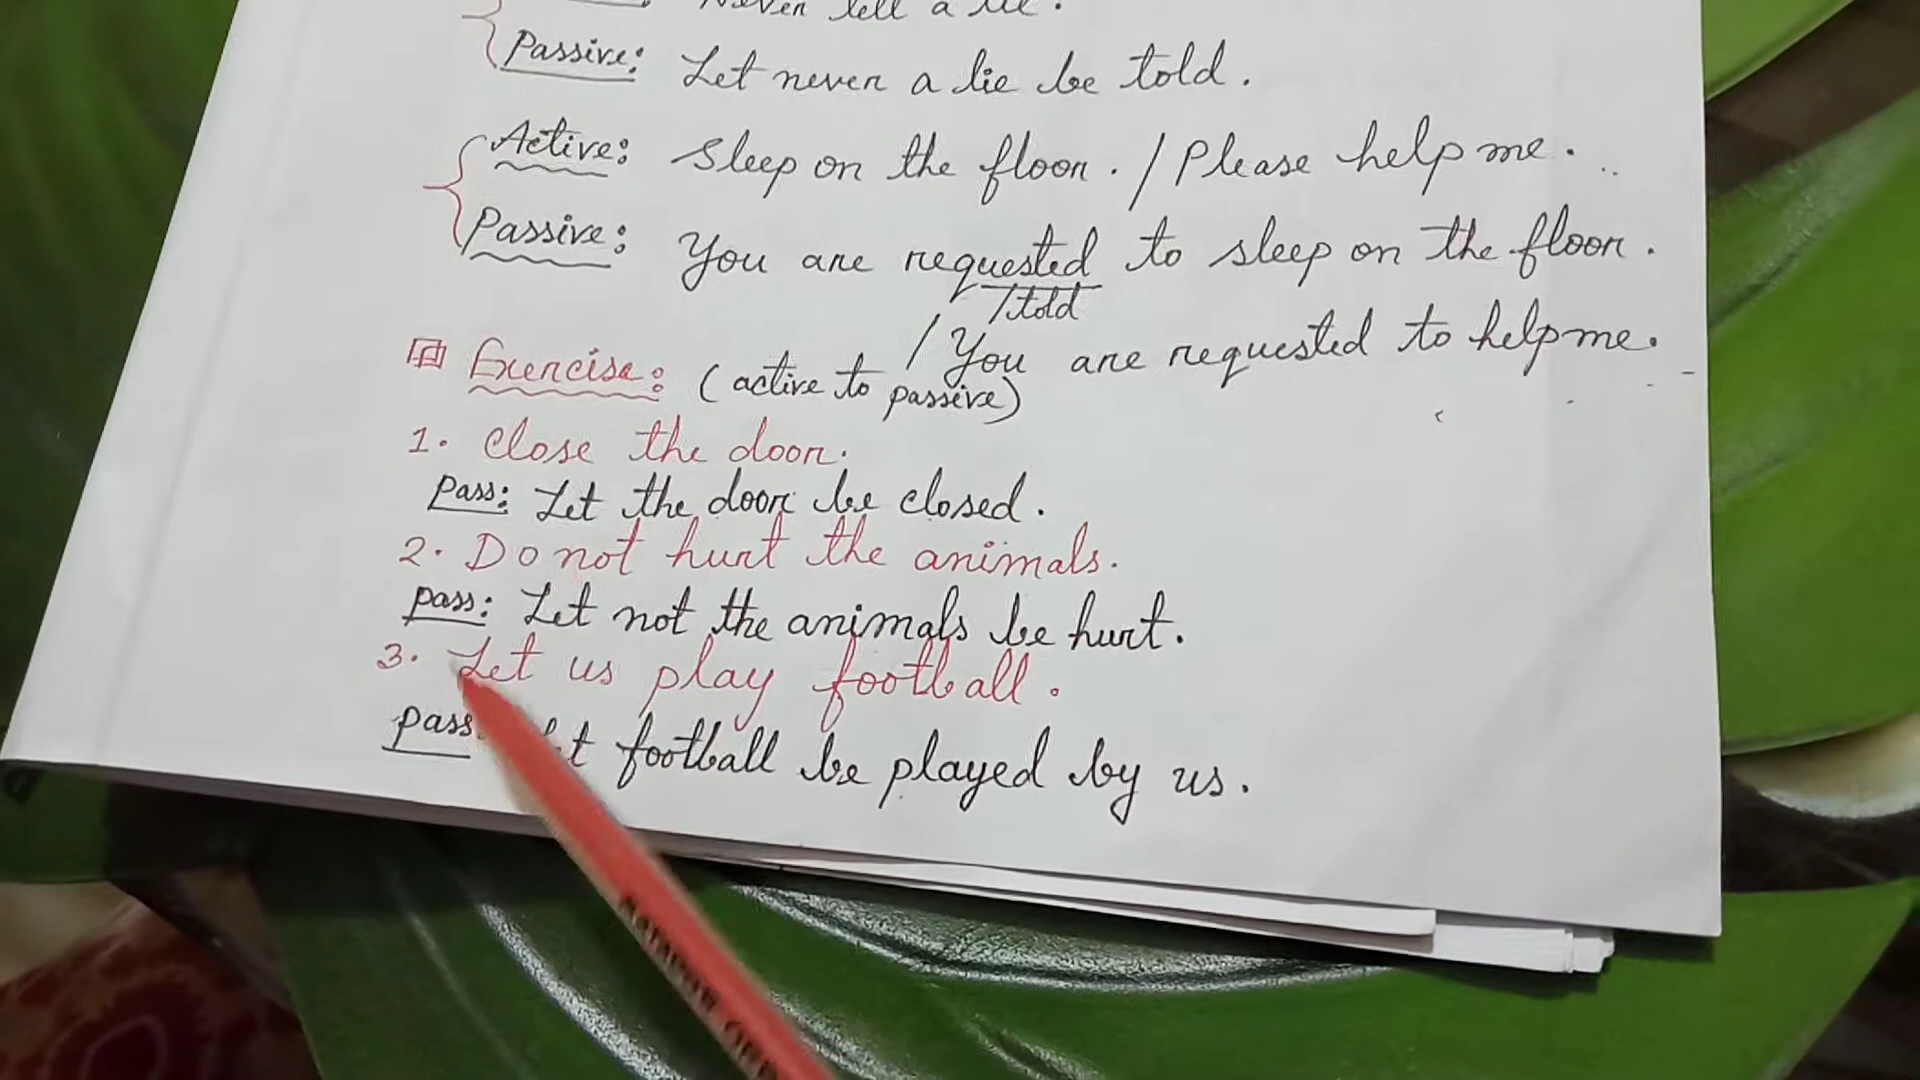 Never tell a lie.
Passive: Let never a lie be told.
Active: Sleep on the floor. / Please help me.
Passive: You are requested to sleep on the floor.
/told
/ You are requested to help me.
Exercise: (active to passive)
1. Close the door.
Pass: Let the door be closed.
2. Do not hurt the animals.
Pass: Let not the animals be hurt.
3. Let us play football.
Pass: football be played by us.